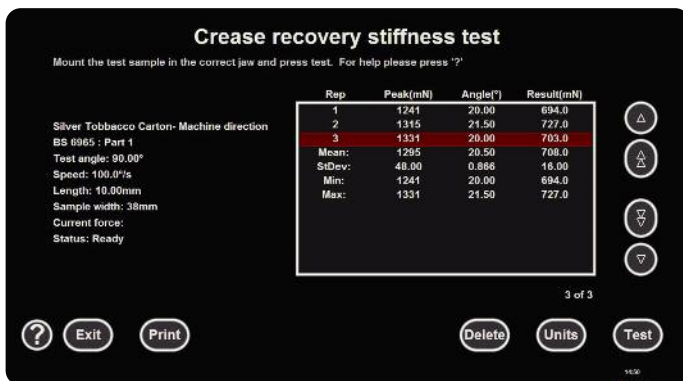 Crease recovery stiffness test
Mount the test sample in the correct jaw and press test. For help please press '?'
Silver Tobbacco Carton- Machine direction
BS 6965 : Part 1
Test angle: 90.00°
Speed: 100.0°/s
Length: 10.00mm
Sample width: 38mm
Current force:
Status: Ready
Rep Peak(mN) Angle(°) Result(mN)
1 1241 20.00 694.0
2 1315 21.50 727.0
3 1331 20.00 703.0
Mean: 1295 20.50 708.0
StDev: 48.00 0.866 16.00
Min: 1241 20.00 694.0
Max: 1331 21.50 727.0
3 of 3
? Exit Print Delete Units Test
14:50